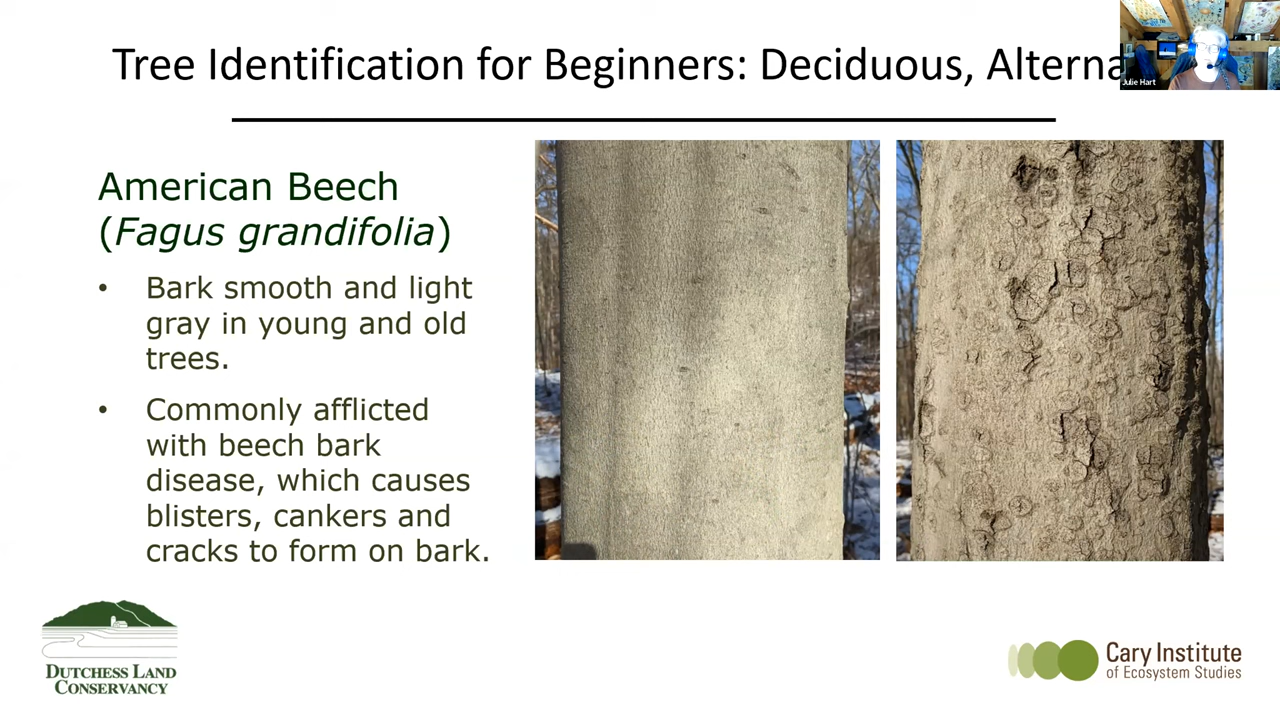 Tree Identification for Beginners: Deciduous, Alterna
Julie Hart
American Beech
(Fagus grandifolia)
• Bark smooth and light
gray in young and old
trees.
• Commonly afflicted
with beech bark
disease, which causes
blisters, cankers and
cracks to form on bark.
DUTCHESS LAND
CONSERVANCY
Cary Institute
of Ecosystem Studies